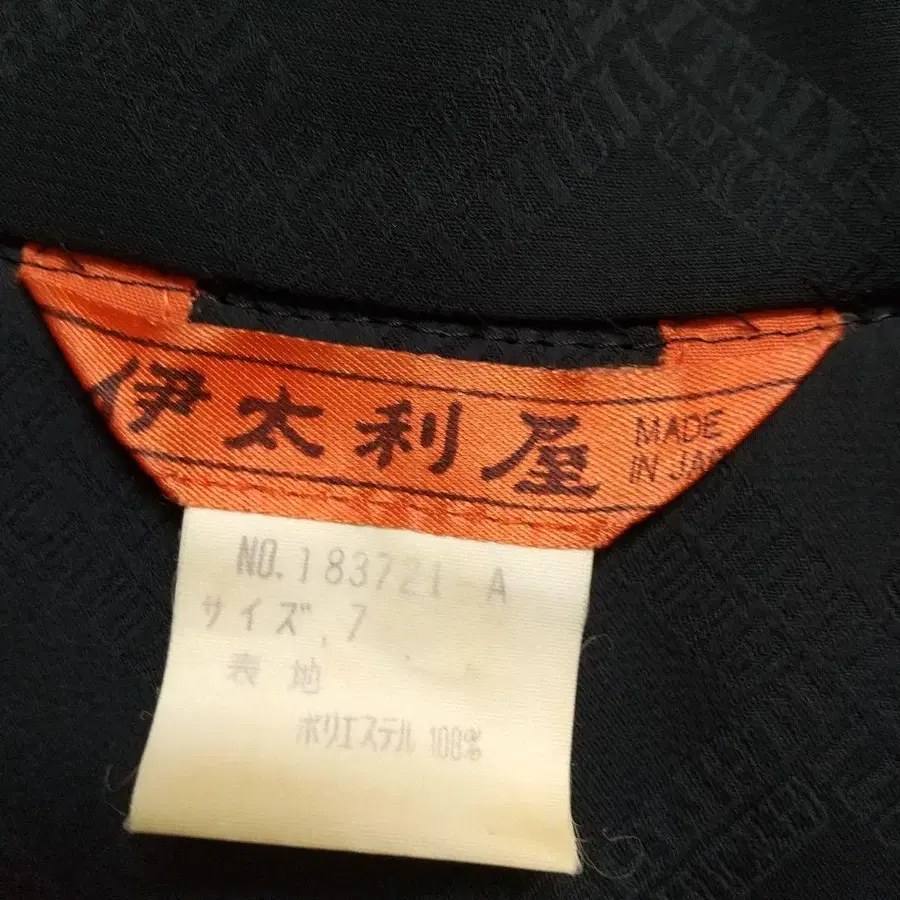 伊太利屋
MADE
IN JAP
NO.183721-A
サイズ.7
表地
ポリエステル 100%